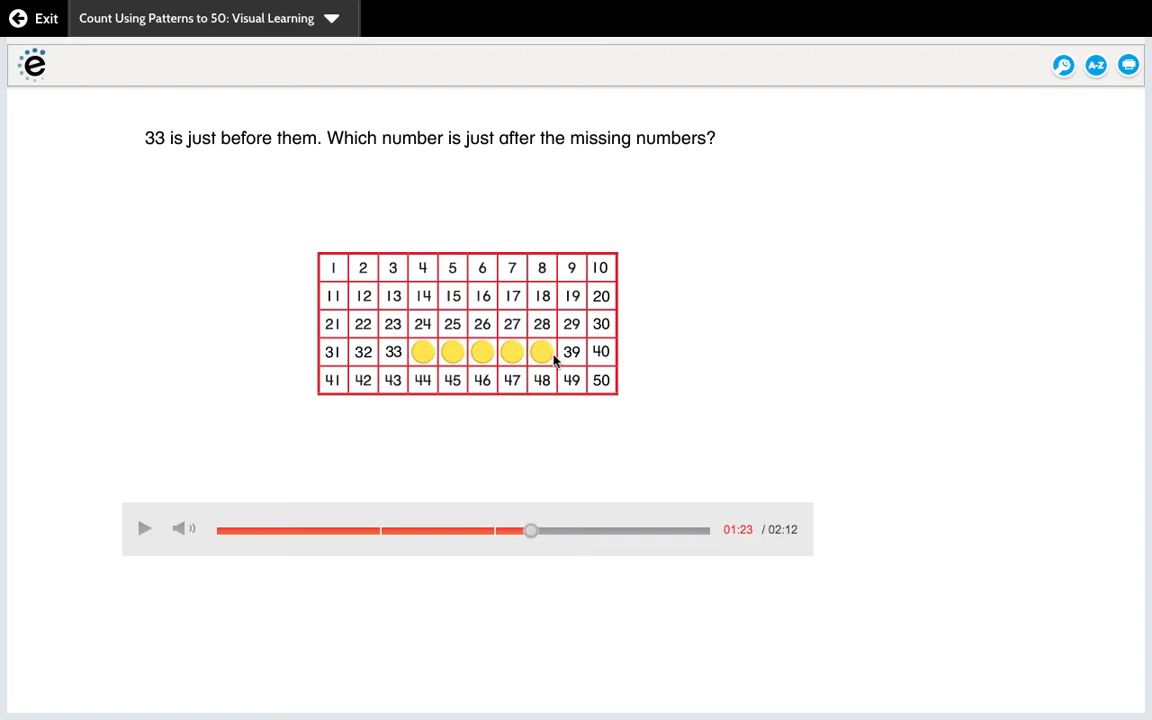 Exit
Count Using Patterns to 50: Visual Learning
e
A-Z
33 is just before them. Which number is just after the missing numbers?
1 2 3 4 5 6 7 8 9 10
11 12 13 14 15 16 17 18 19 20
21 22 23 24 25 26 27 28 29 30
31 32 33 39 40
41 42 43 44 45 46 47 48 49 50
01:23 / 02:12